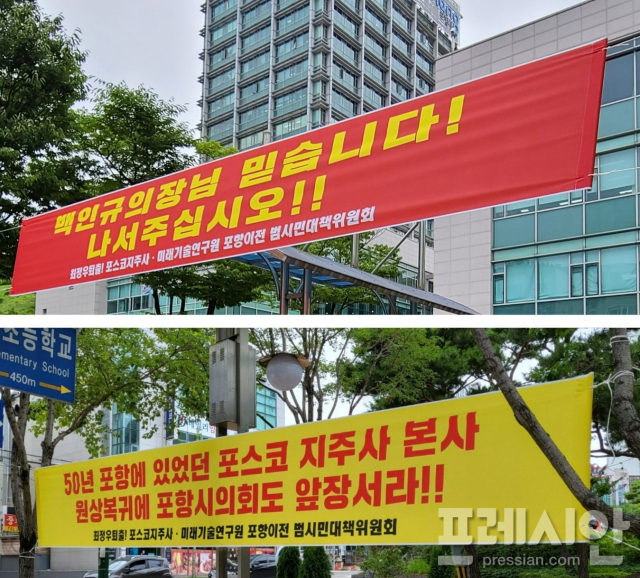 백인규의장님 믿습니다!
나서주십시오!!
최정우퇴출! 포스코지주사·미래기술연구원 포항이전 범시민대책위원회
초등학교
ementary School
450m
50년 포항에 있었던 포스코 지주사 본사
원상복귀에 포항시의회도 앞장서라!!
최정우퇴출! 포스코지주사·미래기술연구원 포항이전 범시민대책위원회
프레시안
pressian.com